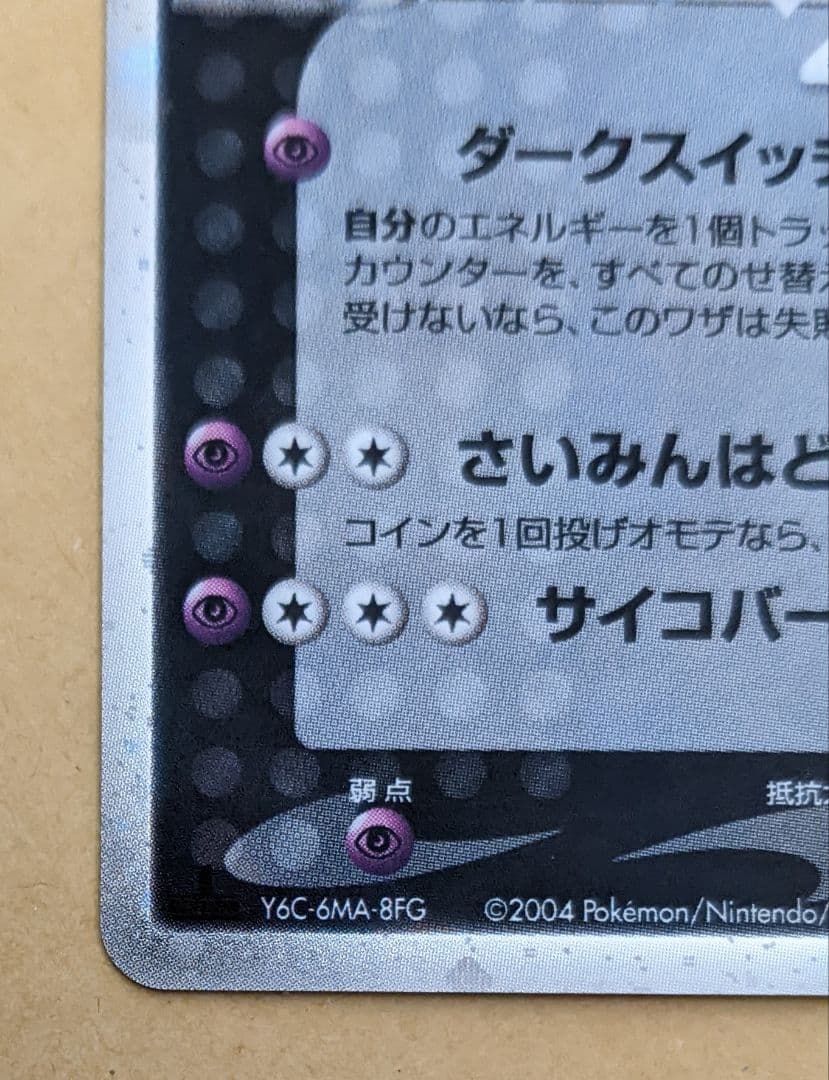 ダークスイッチ
自分のエネルギーを1個トラッ
カウンターを、すべてのせ替え
受けないなら、このワザは失敗
さいみんはど
コインを1回投げオモテなら、
サイコバー
弱点
抵抗
Y6C-6MA-8FG ©2004 Pokémon/Nintendo/